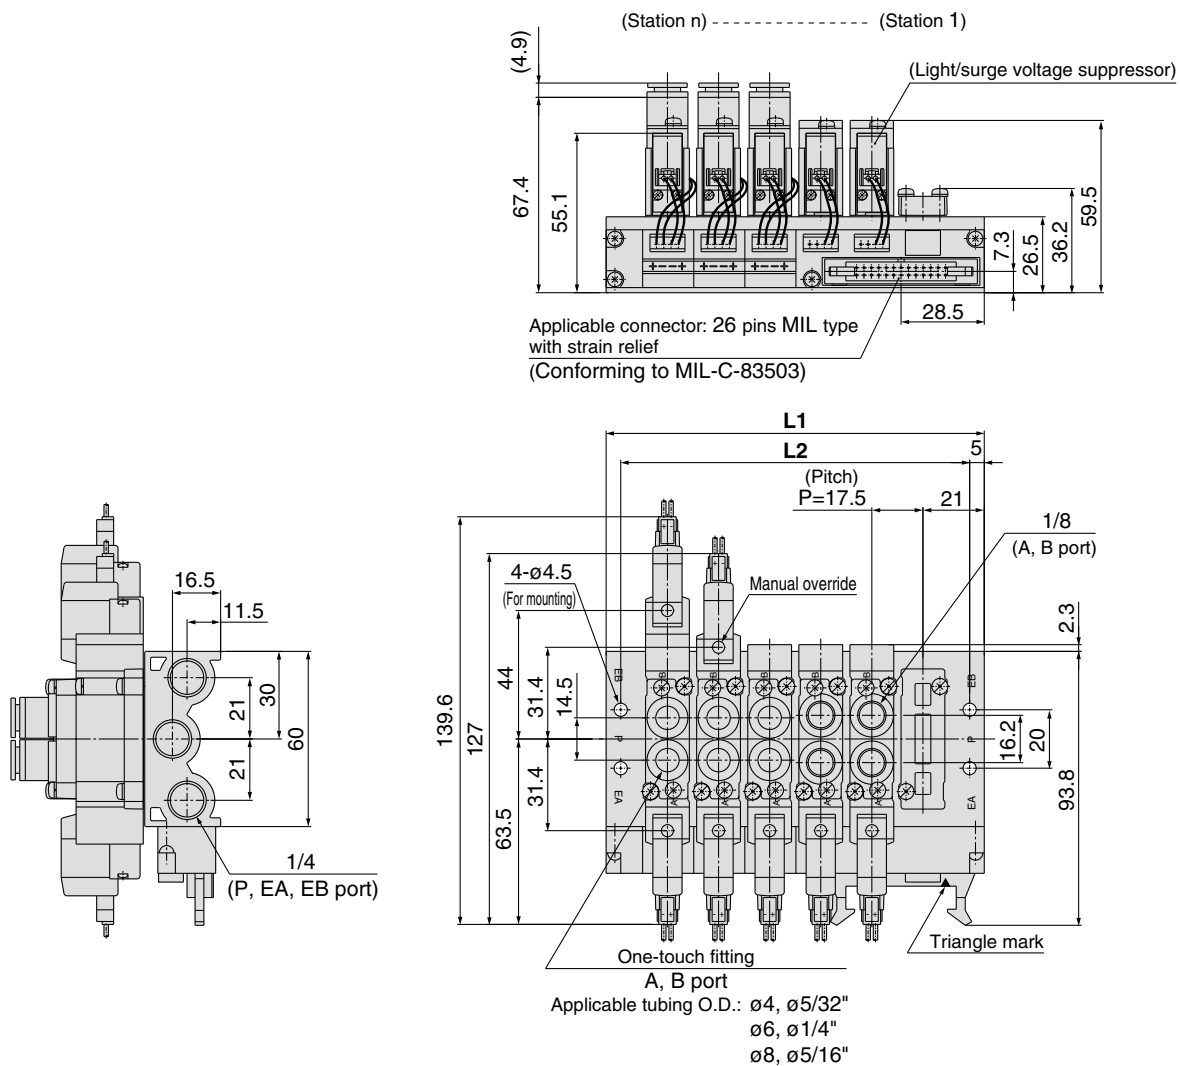 (Station n) (Station 1)
(4.9)
(Light/surge voltage suppressor)
67.4
55.1
7.3
26.5
36.2
59.5
28.5
Applicable connector: 26 pins MIL type
with strain relief
(Conforming to MIL-C-83503)
L1
L2
5
(Pitch)
P=17.5
21
1/8
(A, B port)
4-ø4.5
(For mounting)
Manual override
2.3
16.5
11.5
30
21
21
60
1/4
(P, EA, EB port)
139.6
127
44
31.4
14.5
31.4
63.5
EB
P
EA
B
B
B
B
B
A
A
A
A
A
EB
P
EA
16.2
20
93.8
One-touch fitting
A, B port
Triangle mark
Applicable tubing O.D.: ø4, ø5/32"
ø6, ø1/4"
ø8, ø5/16"